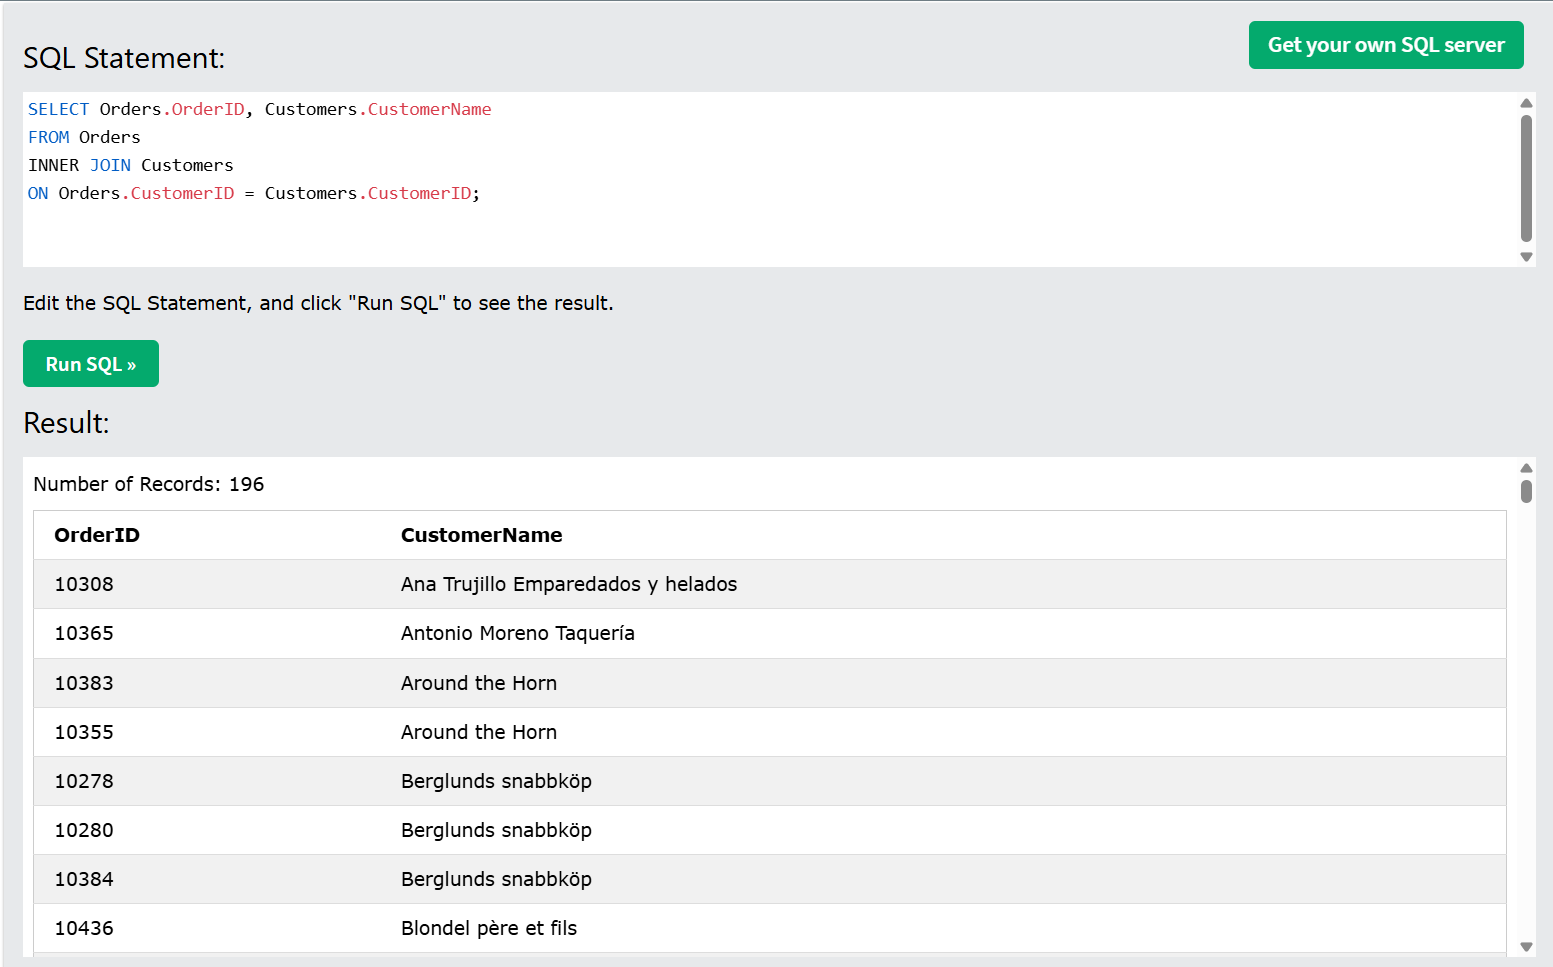 SQL Statement:
Get your own SQL server
SELECT Orders.OrderID, Customers.CustomerName
FROM Orders
INNER JOIN Customers
ON Orders.CustomerID = Customers.CustomerID;
Edit the SQL Statement, and click "Run SQL" to see the result.
Run SQL »
Result:
Number of Records: 196
OrderID CustomerName
10308 Ana Trujillo Emparedados y helados
10365 Antonio Moreno Taquería
10383 Around the Horn
10355 Around the Horn
10278 Berglunds snabbköp
10280 Berglunds snabbköp
10384 Berglunds snabbköp
10436 Blondel père et fils